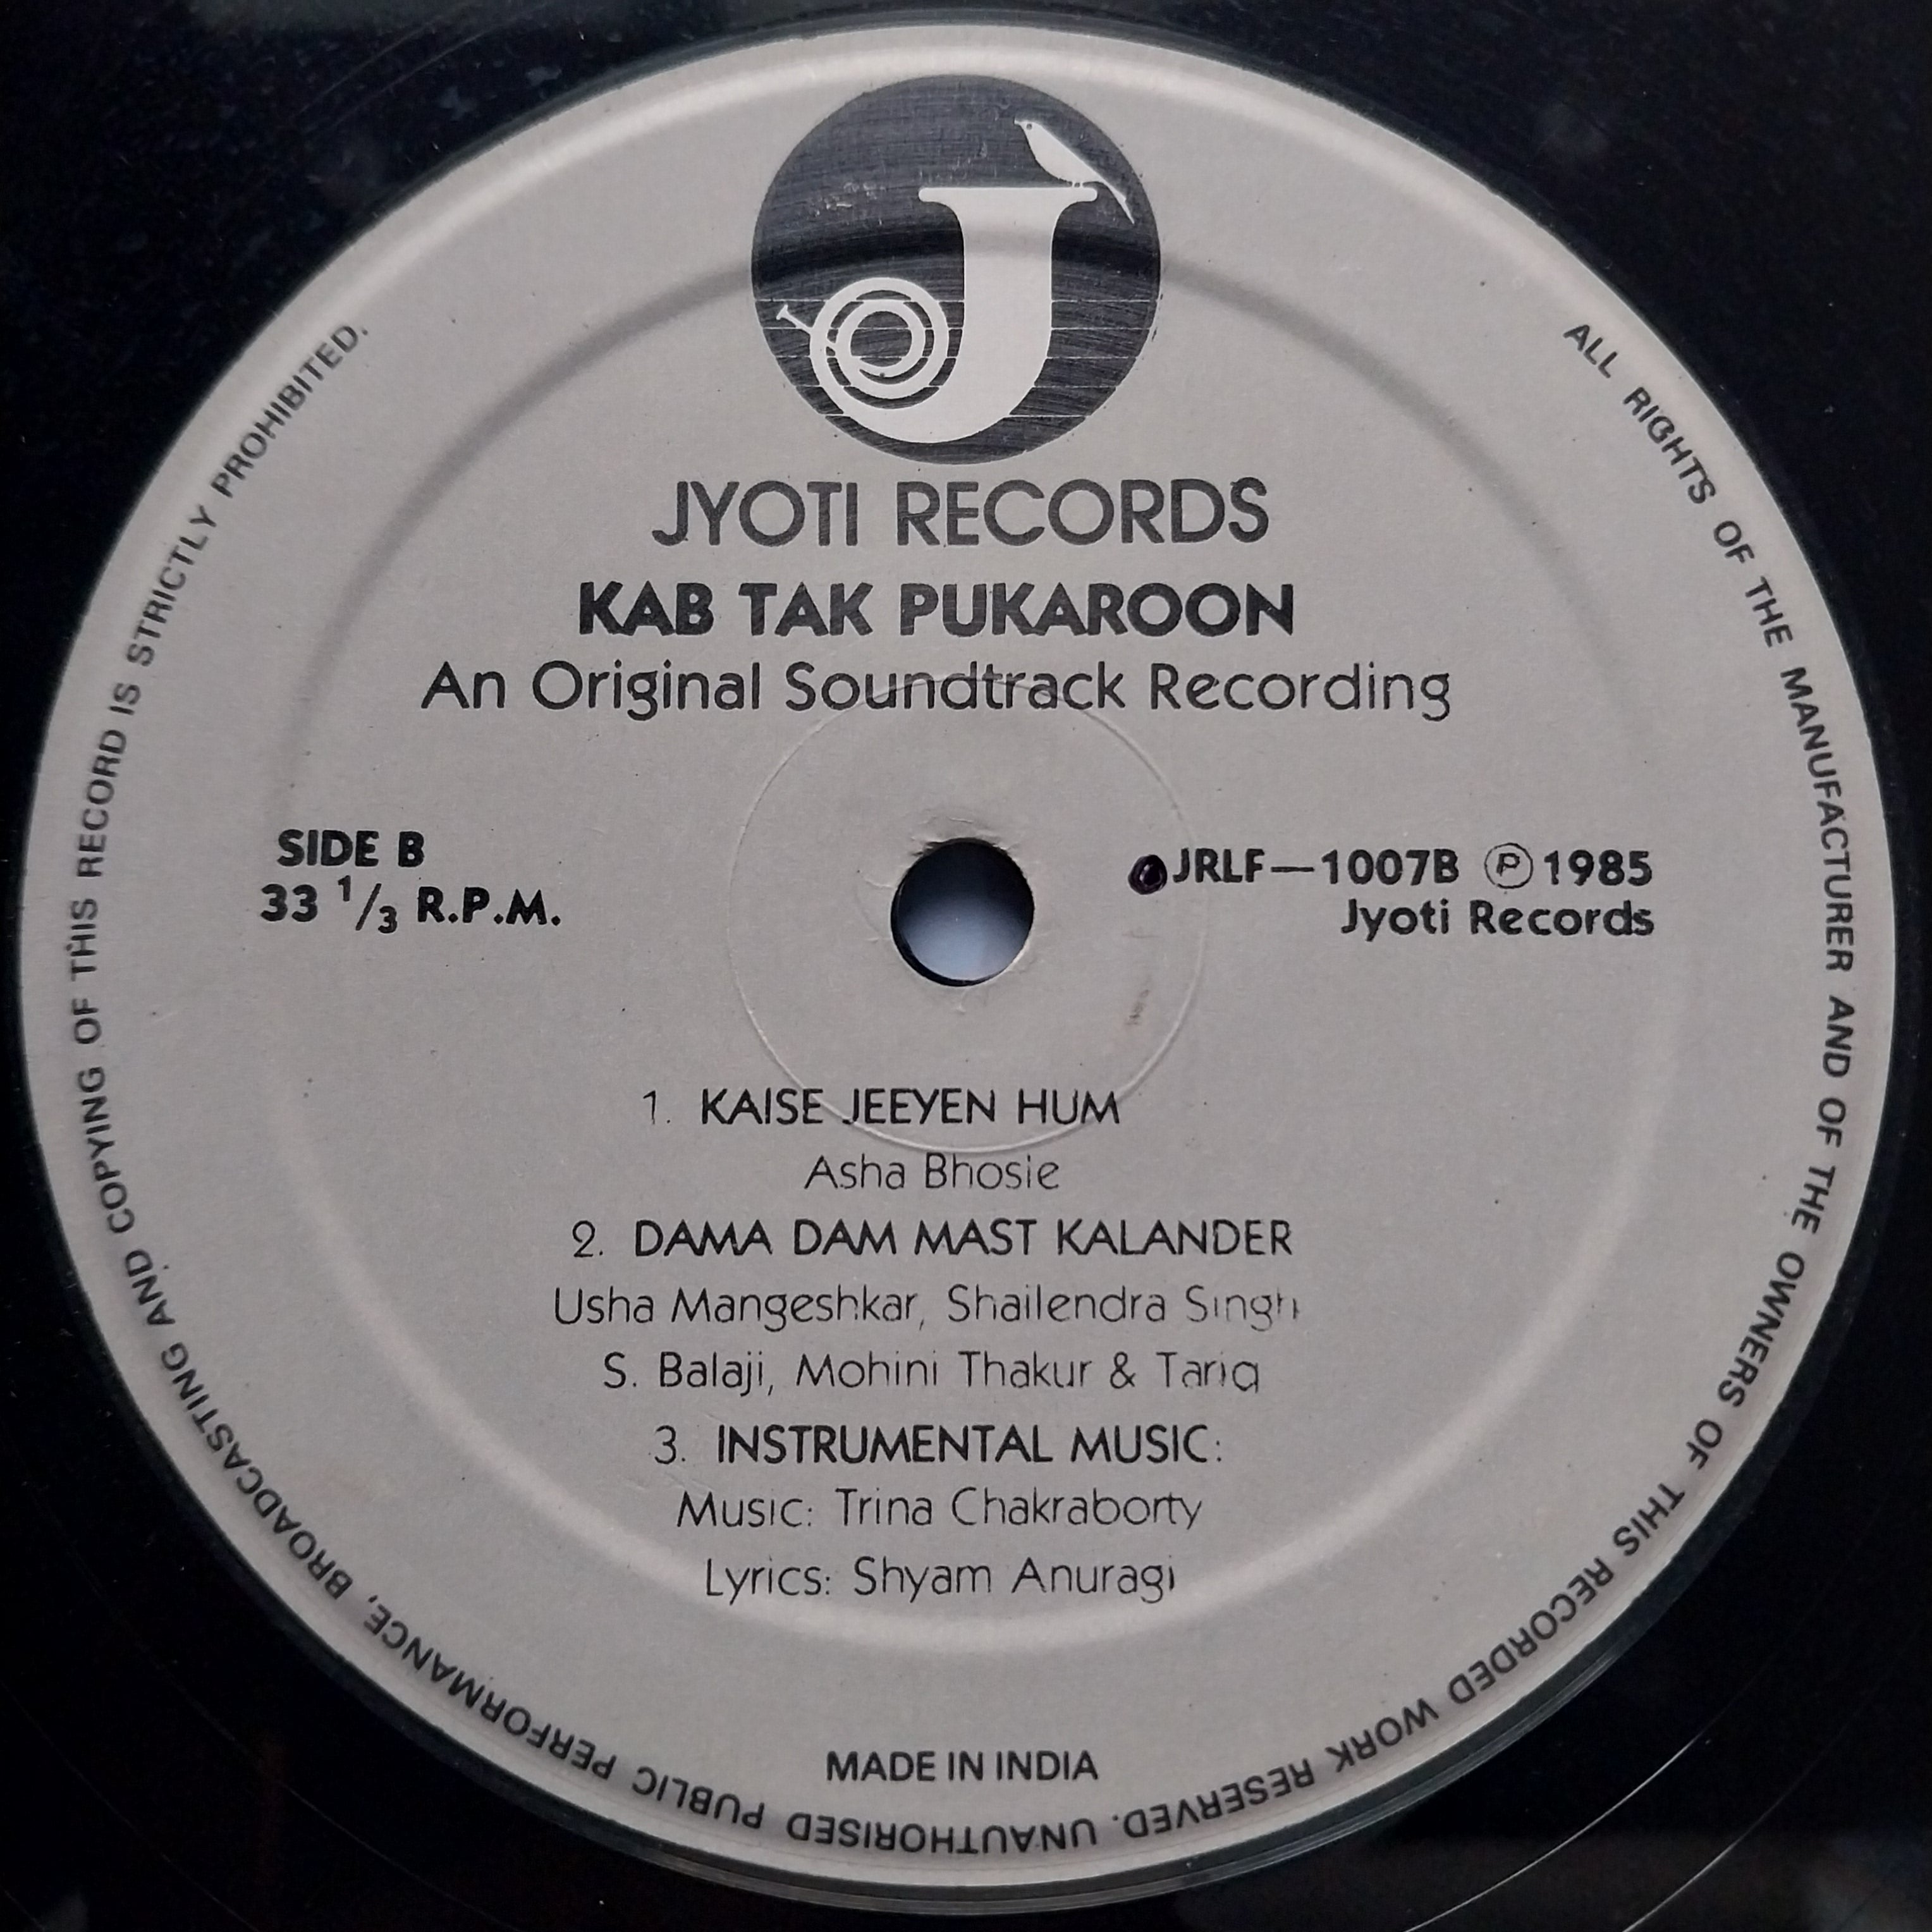 JYOTI RECORDS
KAB TAK PUKAROON
An Original Soundtrack Recording
SIDE B
33 1/3 R.P.M.
JRLF—1007B Ⓟ 1985
Jyoti Records
1. KAISE JEEYEN HUM
Asha Bhosle
2. DAMA DAM MAST KALANDER
Usha Mangeshkar, Shailendra Singh
S. Balaji, Mohini Thakur & Tariq
3. INSTRUMENTAL MUSIC:
Music: Trina Chakraborty
Lyrics: Shyam Anuragi
MADE IN INDIA
ALL RIGHTS OF THE MANUFACTURER AND OF THE OWNERS OF THIS RECORDED WORK RESERVED. UNAUTHORISED PUBLIC PERFORMANCE, BROADCASTING AND COPYING OF THIS RECORD IS STRICTLY PROHIBITED.